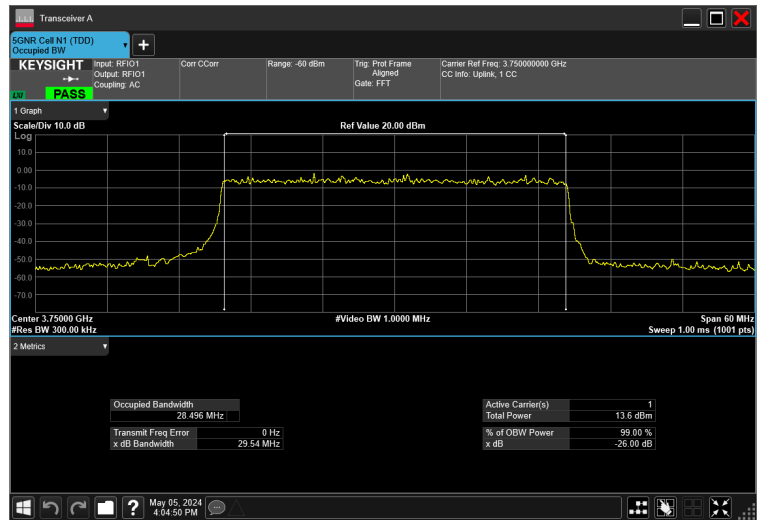 Transceiver A
5GNR Cell N1 (TDD)
Occupied BW
KEYSIGHT
LXI
PASS
Input: RFIO1
Output: RFIO1
Coupling: AC
Corr CCorr
Range: -60 dBm
Trig: Prot Frame
Aligned
Gate: FFT
Carrier Ref Freq: 3.750000000 GHz
CC Info: Uplink, 1 CC
1 Graph
Scale/Div 10.0 dB
Ref Value 20.00 dBm
Log
10.0
0.00
-10.0
-20.0
-30.0
-40.0
-50.0
-60.0
-70.0
Center 3.75000 GHz
#Video BW 1.0000 MHz
Span 60 MHz
#Res BW 300.00 kHz
Sweep 1.00 ms (1001 pts)
2 Metrics
Occupied Bandwidth
28.496 MHz
Transmit Freq Error 0 Hz
x dB Bandwidth 29.54 MHz
Active Carrier(s) 1
Total Power 13.6 dBm
% of OBW Power 99.00 %
x dB -26.00 dB
May 05, 2024
4:04:50 PM